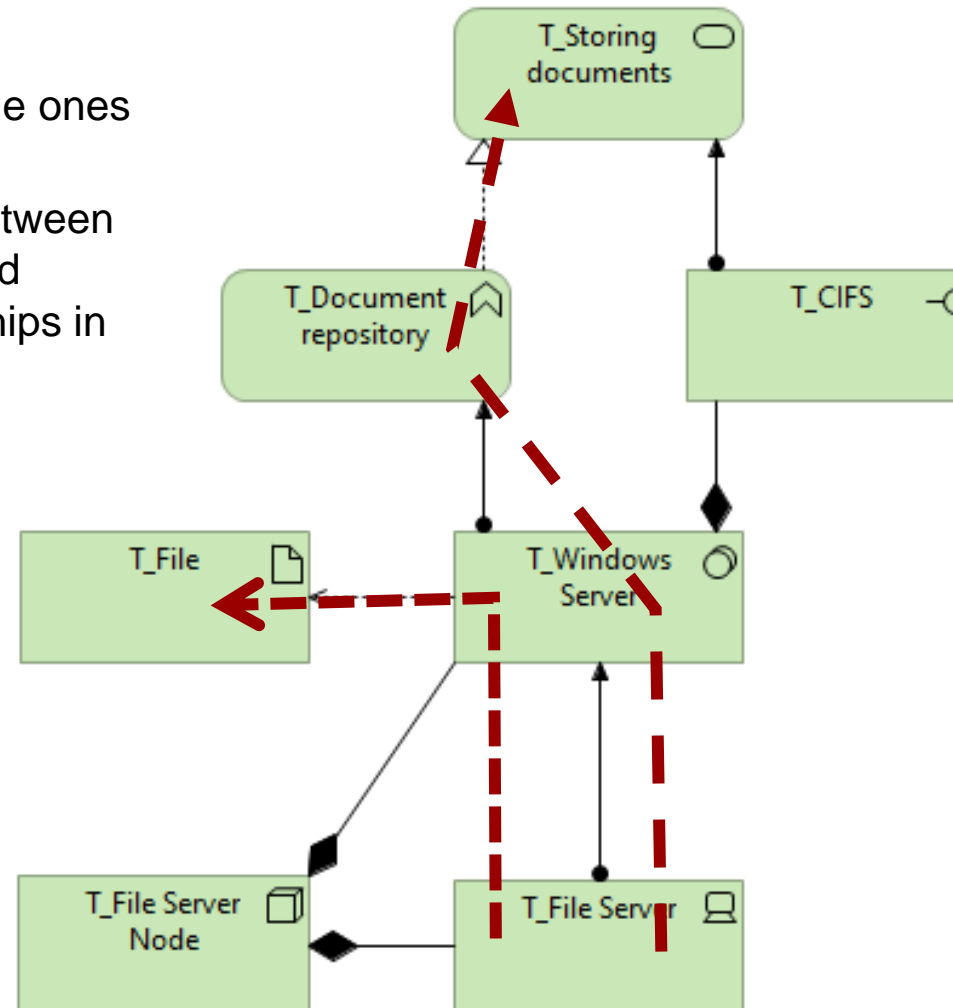 e ones
tween
d
hips in
T_Storing
documents
T_Document
repository
T_CIFS
T_File
T_Windows
Server
T_File Server
Node
T_File Server